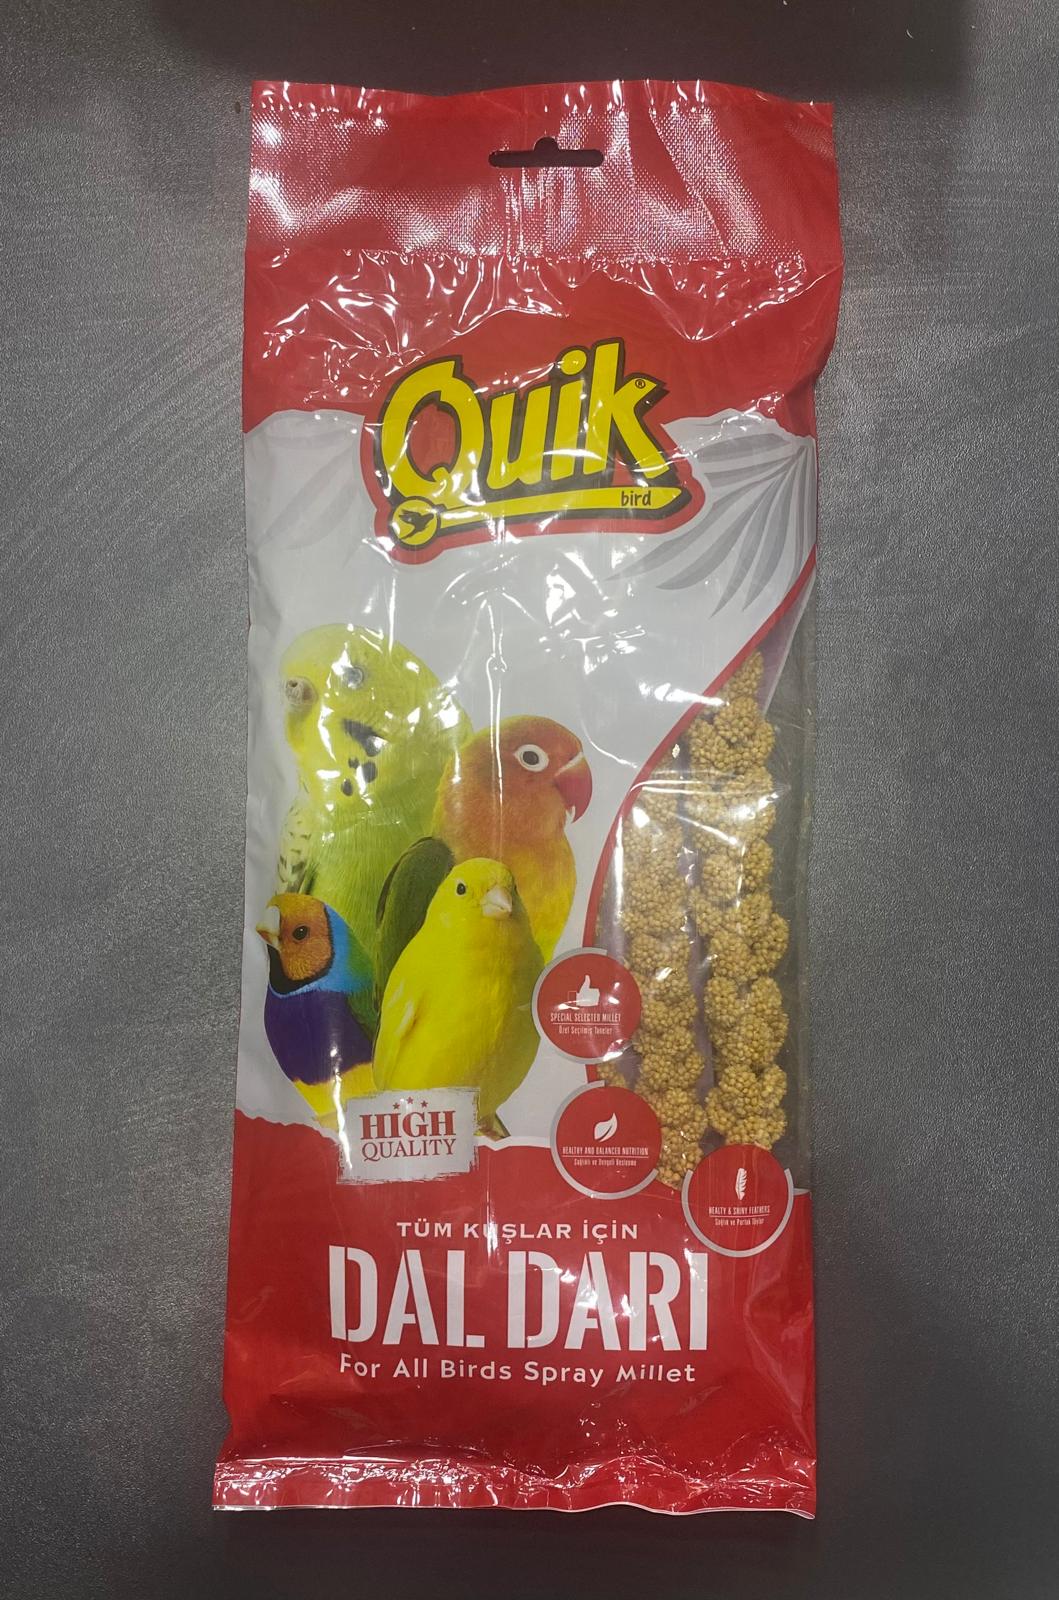 Quik®
bird
SPECIAL SELECTED MILLET
Özel Seçilmiş Taneler
HEALTHY AND BALANCED NUTRITION
Sağlıklı ve Dengeli Beslenme
HIGH
QUALITY
HEALTY & SHINY FEATHERS
Sağlık ve Parlak Tüyler
TÜM KUŞLAR İÇİN
DAL DARI
For All Birds Spray Millet